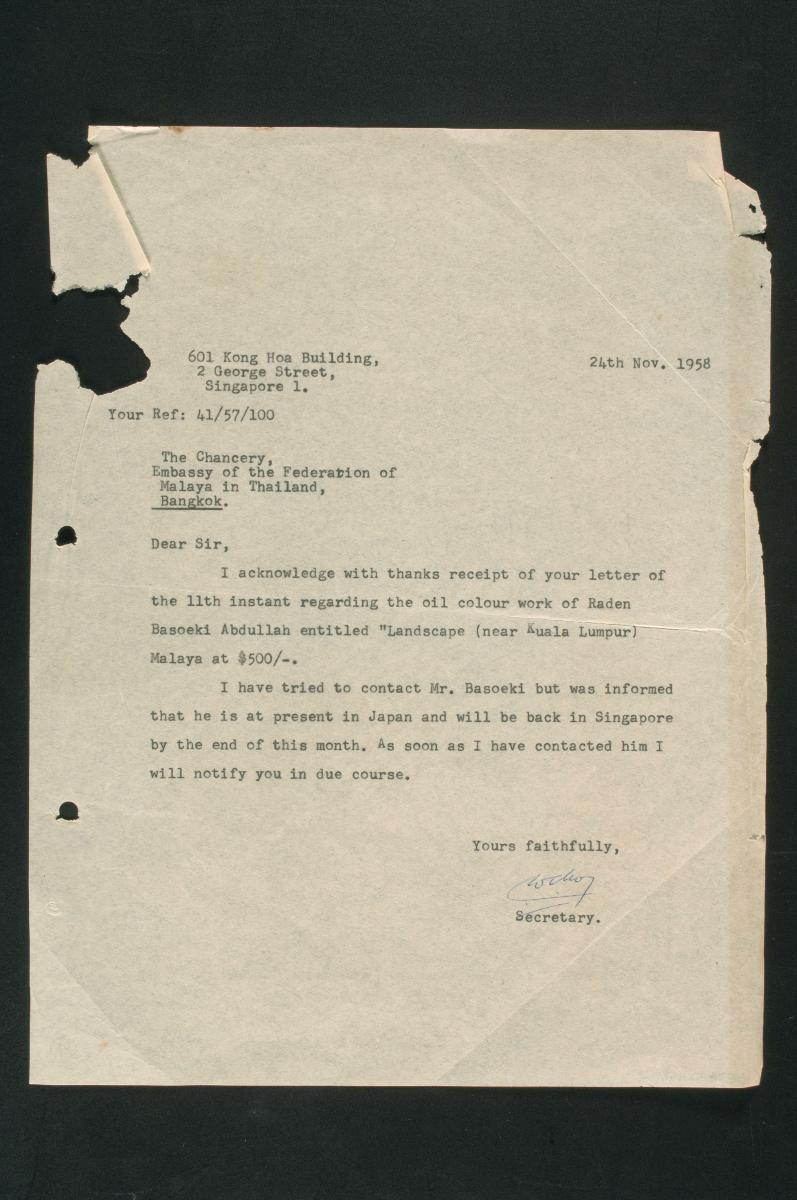 601 Kong Hoa Building,
2 George Street,
Singapore 1.
24th Nov. 1958
Your Ref: 41/57/100
The Chancery,
Embassy of the Federation of
Malaya in Thailand,
Bangkok.
Dear Sir,
I acknowledge with thanks receipt of your letter of
the 11th instant regarding the oil colour work of Raden
Basoeki Abdullah entitled "Landscape (near Kuala Lumpur)
Malaya at $500/-.
I have tried to contact Mr. Basoeki but was informed
that he is at present in Japan and will be back in Singapore
by the end of this month. As soon as I have contacted him I
will notify you in due course.
Yours faithfully,
Secretary.